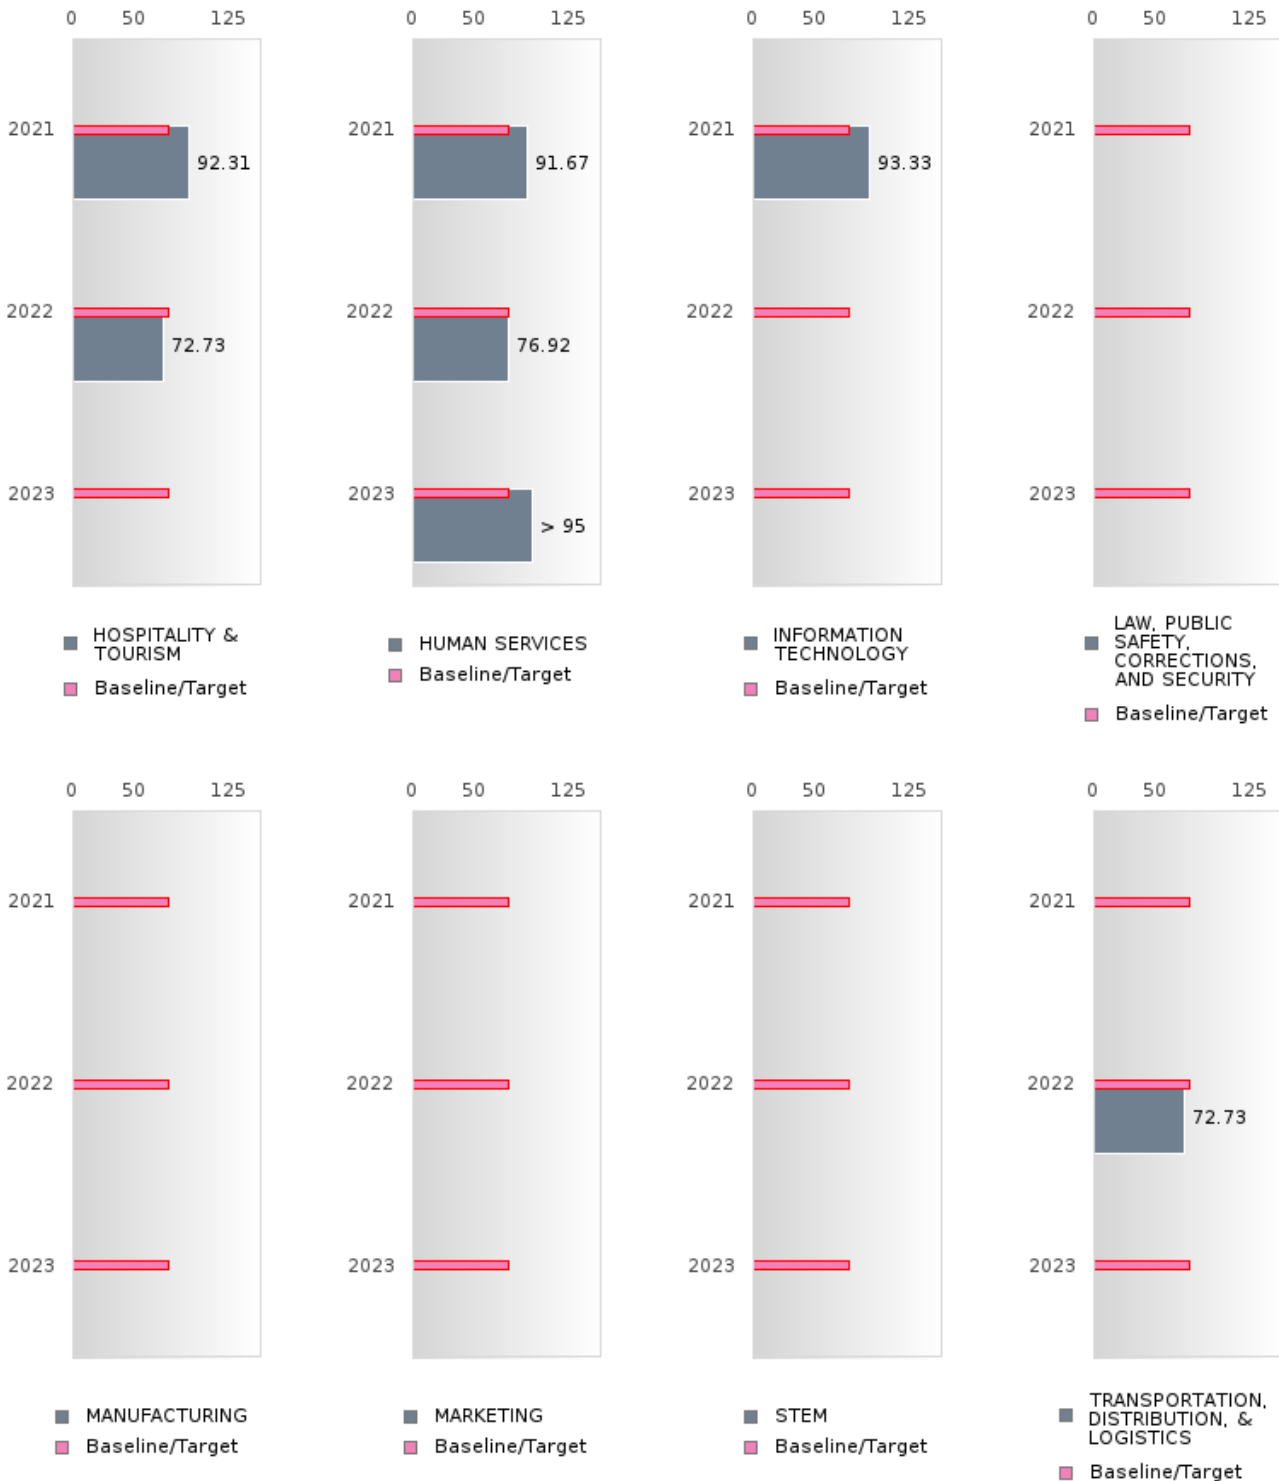 0 50 125
2021
92.31
2022
72.73
2023
HOSPITALITY &
TOURISM
Baseline/Target
0 50 125
2021
91.67
2022
76.92
2023
> 95
HUMAN SERVICES
Baseline/Target
0 50 125
2021
93.33
2022
2023
INFORMATION
TECHNOLOGY
Baseline/Target
0 50 125
2021
2022
2023
LAW, PUBLIC
SAFETY,
CORRECTIONS,
AND SECURITY
Baseline/Target
0 50 125
2021
2022
2023
MANUFACTURING
Baseline/Target
0 50 125
2021
2022
2023
MARKETING
Baseline/Target
0 50 125
2021
2022
2023
STEM
Baseline/Target
0 50 125
2021
2022
72.73
2023
TRANSPORTATION,
DISTRIBUTION, &
LOGISTICS
Baseline/Target